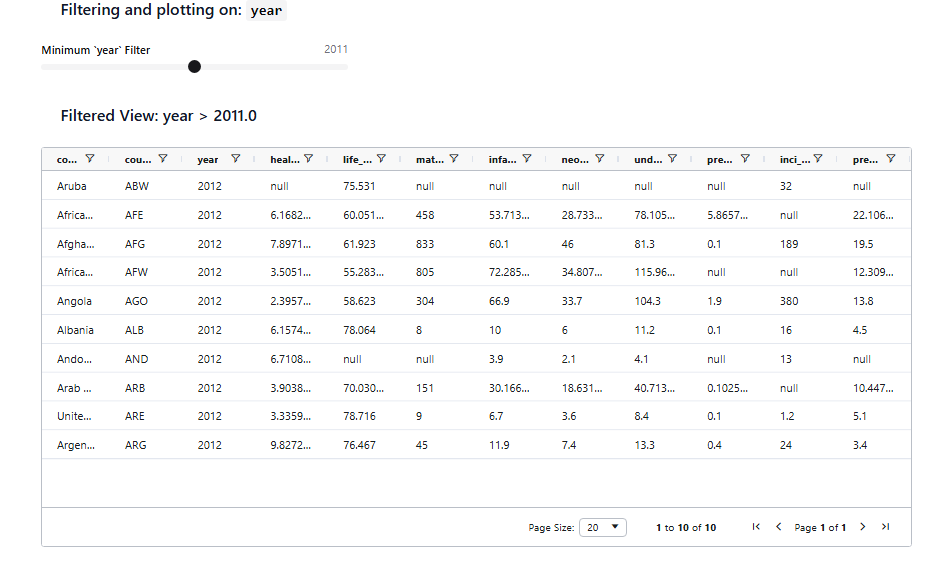 Filtering and plotting on: year
Minimum `year` Filter 2011
Filtered View: year > 2011.0
co... cou... year heal... life_... mat... infa... neo... und... pre... inci_... pre...
Aruba ABW 2012 null 75.531 null null null null null 32 null
Africa... AFE 2012 6.1682... 60.051... 458 53.713... 28.733... 78.105... 5.8657... null 22.106...
Afgha... AFG 2012 7.8971... 61.923 833 60.1 46 81.3 0.1 189 19.5
Africa... AFW 2012 3.5051... 55.283... 805 72.285... 34.807... 115.96... null null 12.309...
Angola AGO 2012 2.3957... 58.623 304 66.9 33.7 104.3 1.9 380 13.8
Albania ALB 2012 6.1574... 78.064 8 10 6 11.2 0.1 16 4.5
Ando... AND 2012 6.7108... null null 3.9 2.1 4.1 null 13 null
Arab ... ARB 2012 3.9038... 70.030... 151 30.166... 18.631... 40.713... 0.1025... null 10.447...
Unite... ARE 2012 3.3359... 78.716 9 6.7 3.6 8.4 0.1 1.2 5.1
Argen... ARG 2012 9.8272... 76.467 45 11.9 7.4 13.3 0.4 24 3.4
Page Size: 20 1 to 10 of 10 Page 1 of 1